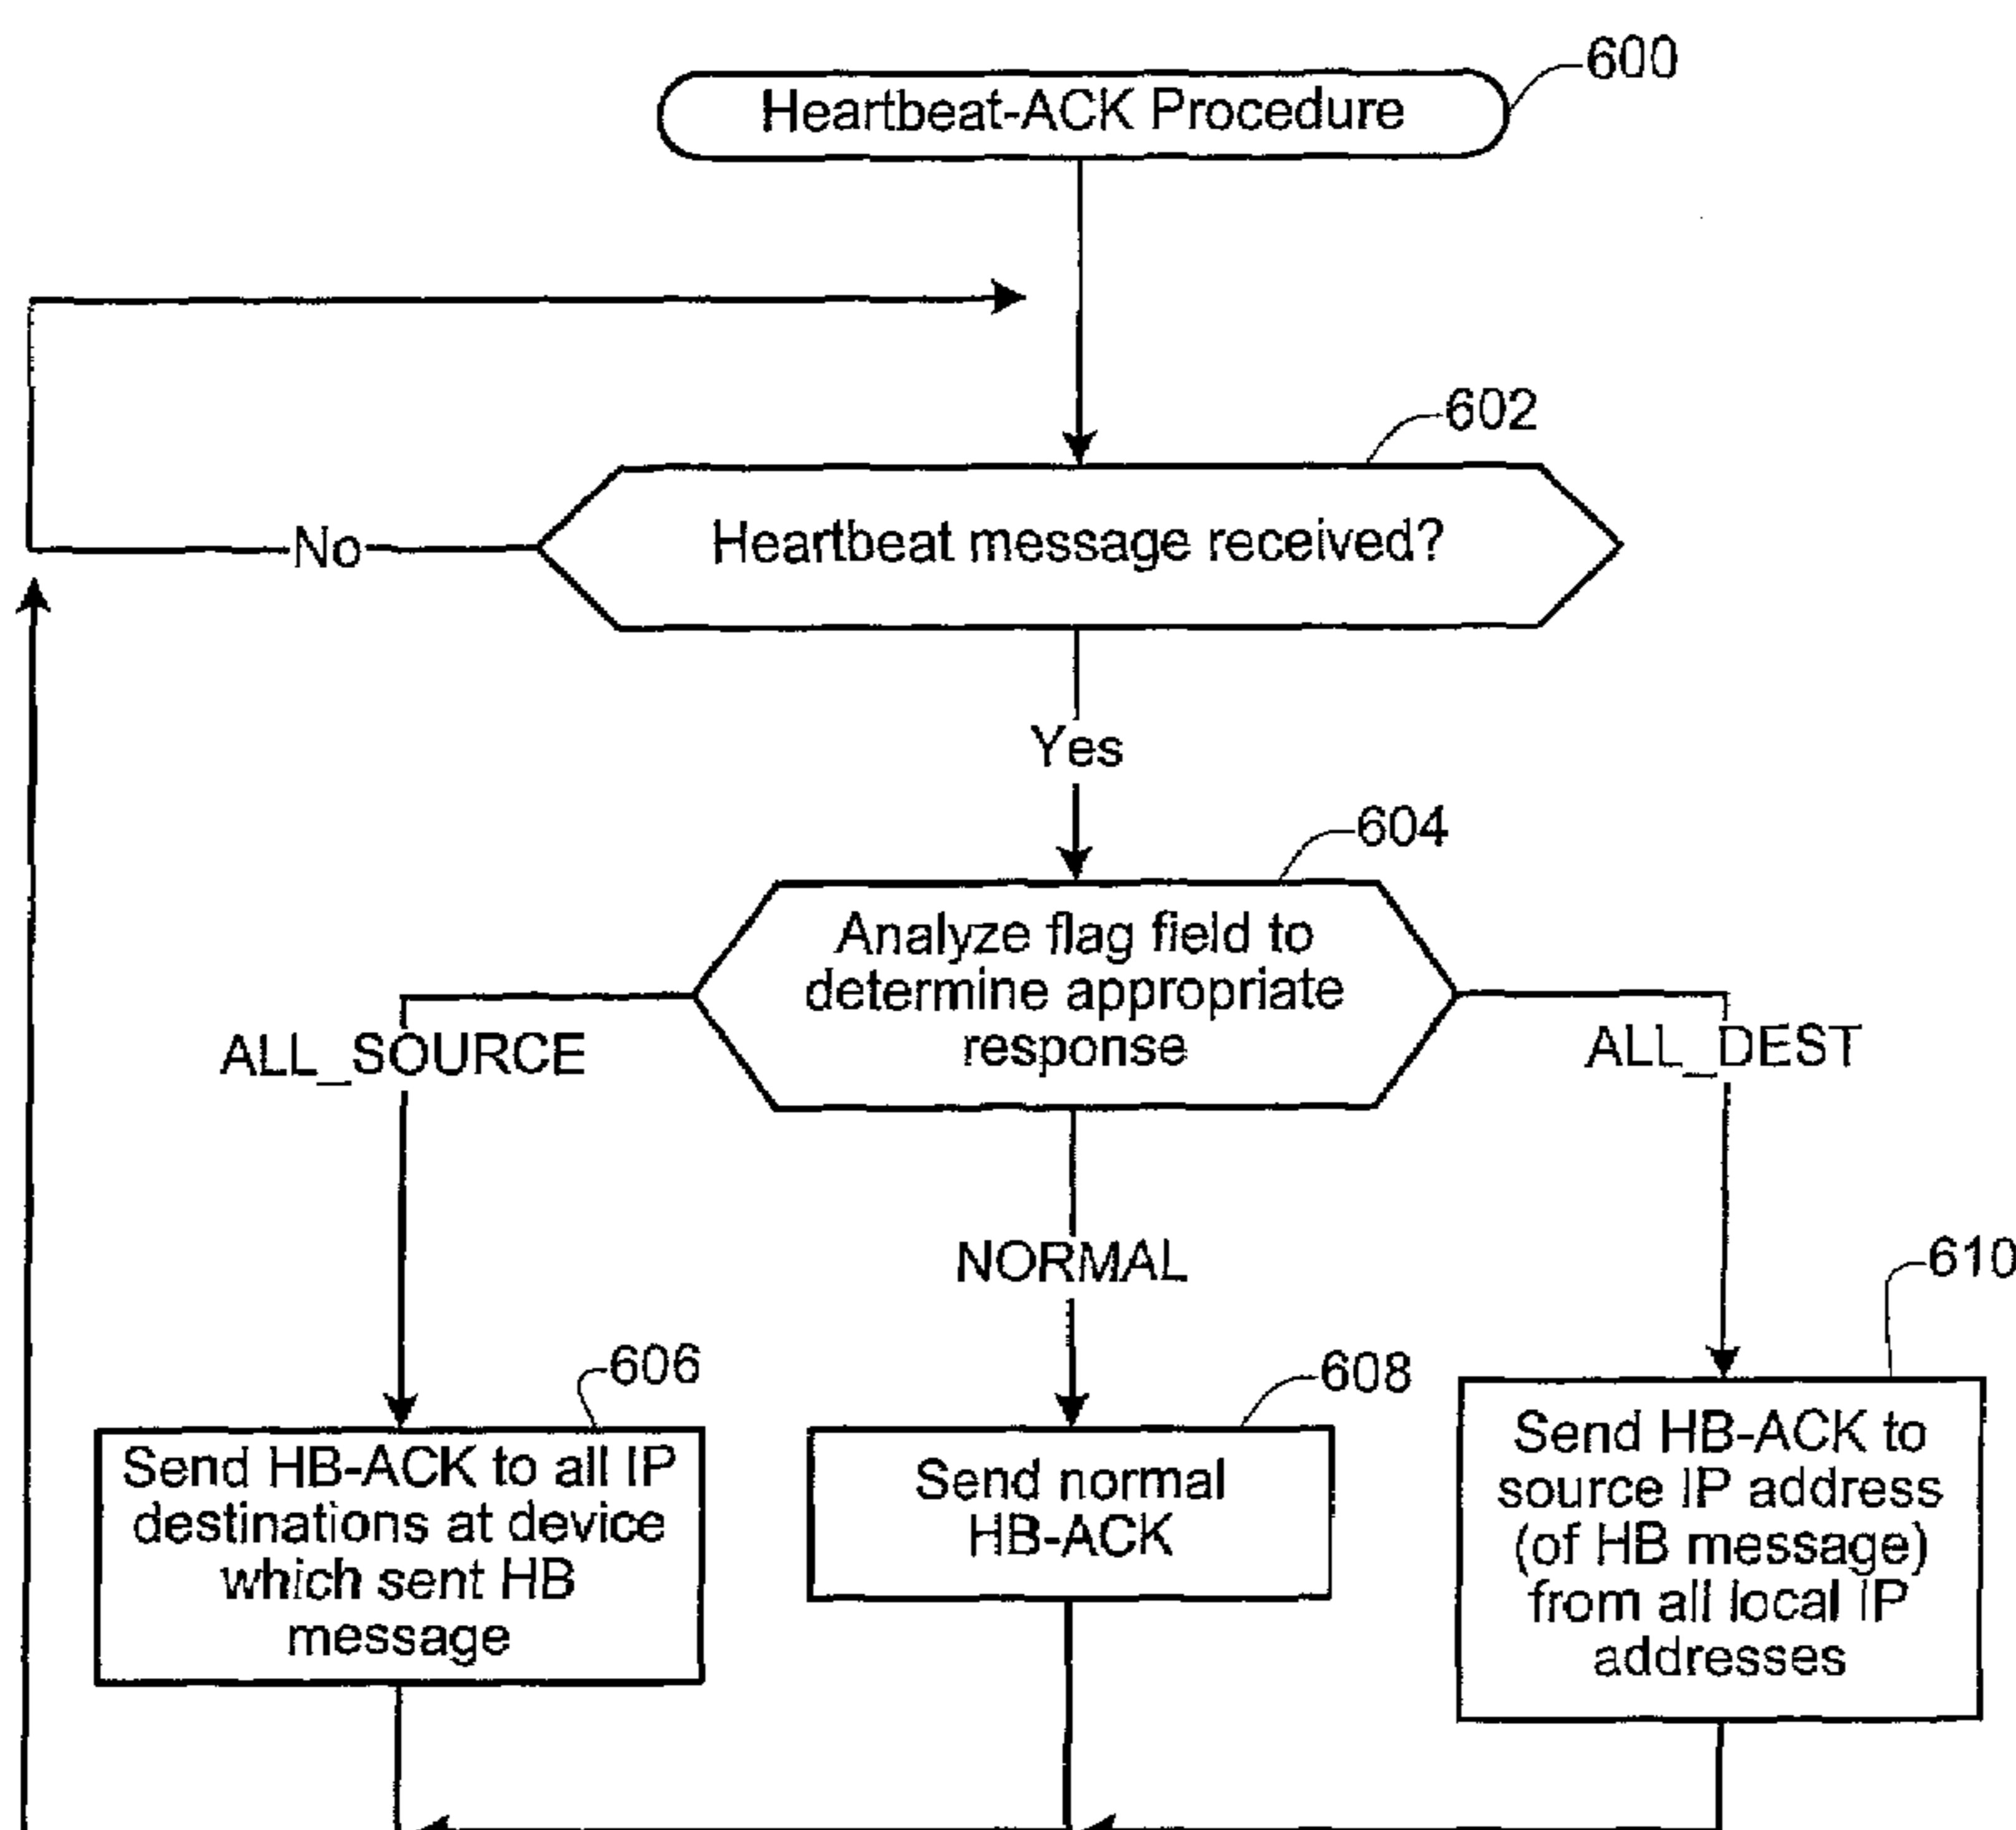 600
Heartbeat-ACK Procedure
602
Heartbeat message received?
No
Yes
604
Analyze flag field to
determine appropriate
response
ALL_SOURCE
ALL_DEST
NORMAL
606
608
610
Send HB-ACK to all IP
destinations at device
which sent HB
message
Send normal
HB-ACK
Send HB-ACK to
source IP address
(of HB message)
from all local IP
addresses